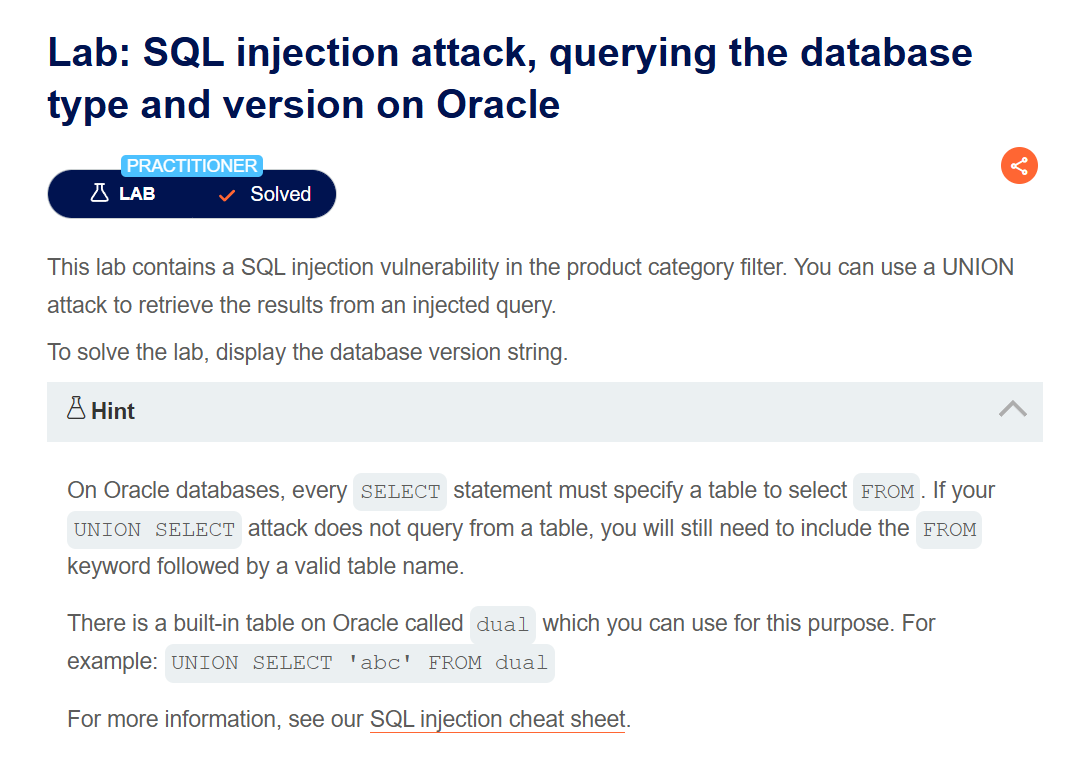 Lab: SQL injection attack, querying the database
type and version on Oracle
PRACTITIONER
LAB
Solved
This lab contains a SQL injection vulnerability in the product category filter. You can use a UNION
attack to retrieve the results from an injected query.
To solve the lab, display the database version string.
Hint
On Oracle databases, every SELECT statement must specify a table to select FROM. If your
UNION SELECT attack does not query from a table, you will still need to include the FROM
keyword followed by a valid table name.
There is a built-in table on Oracle called dual which you can use for this purpose. For
example: UNION SELECT 'abc' FROM dual
For more information, see our SQL injection cheat sheet.